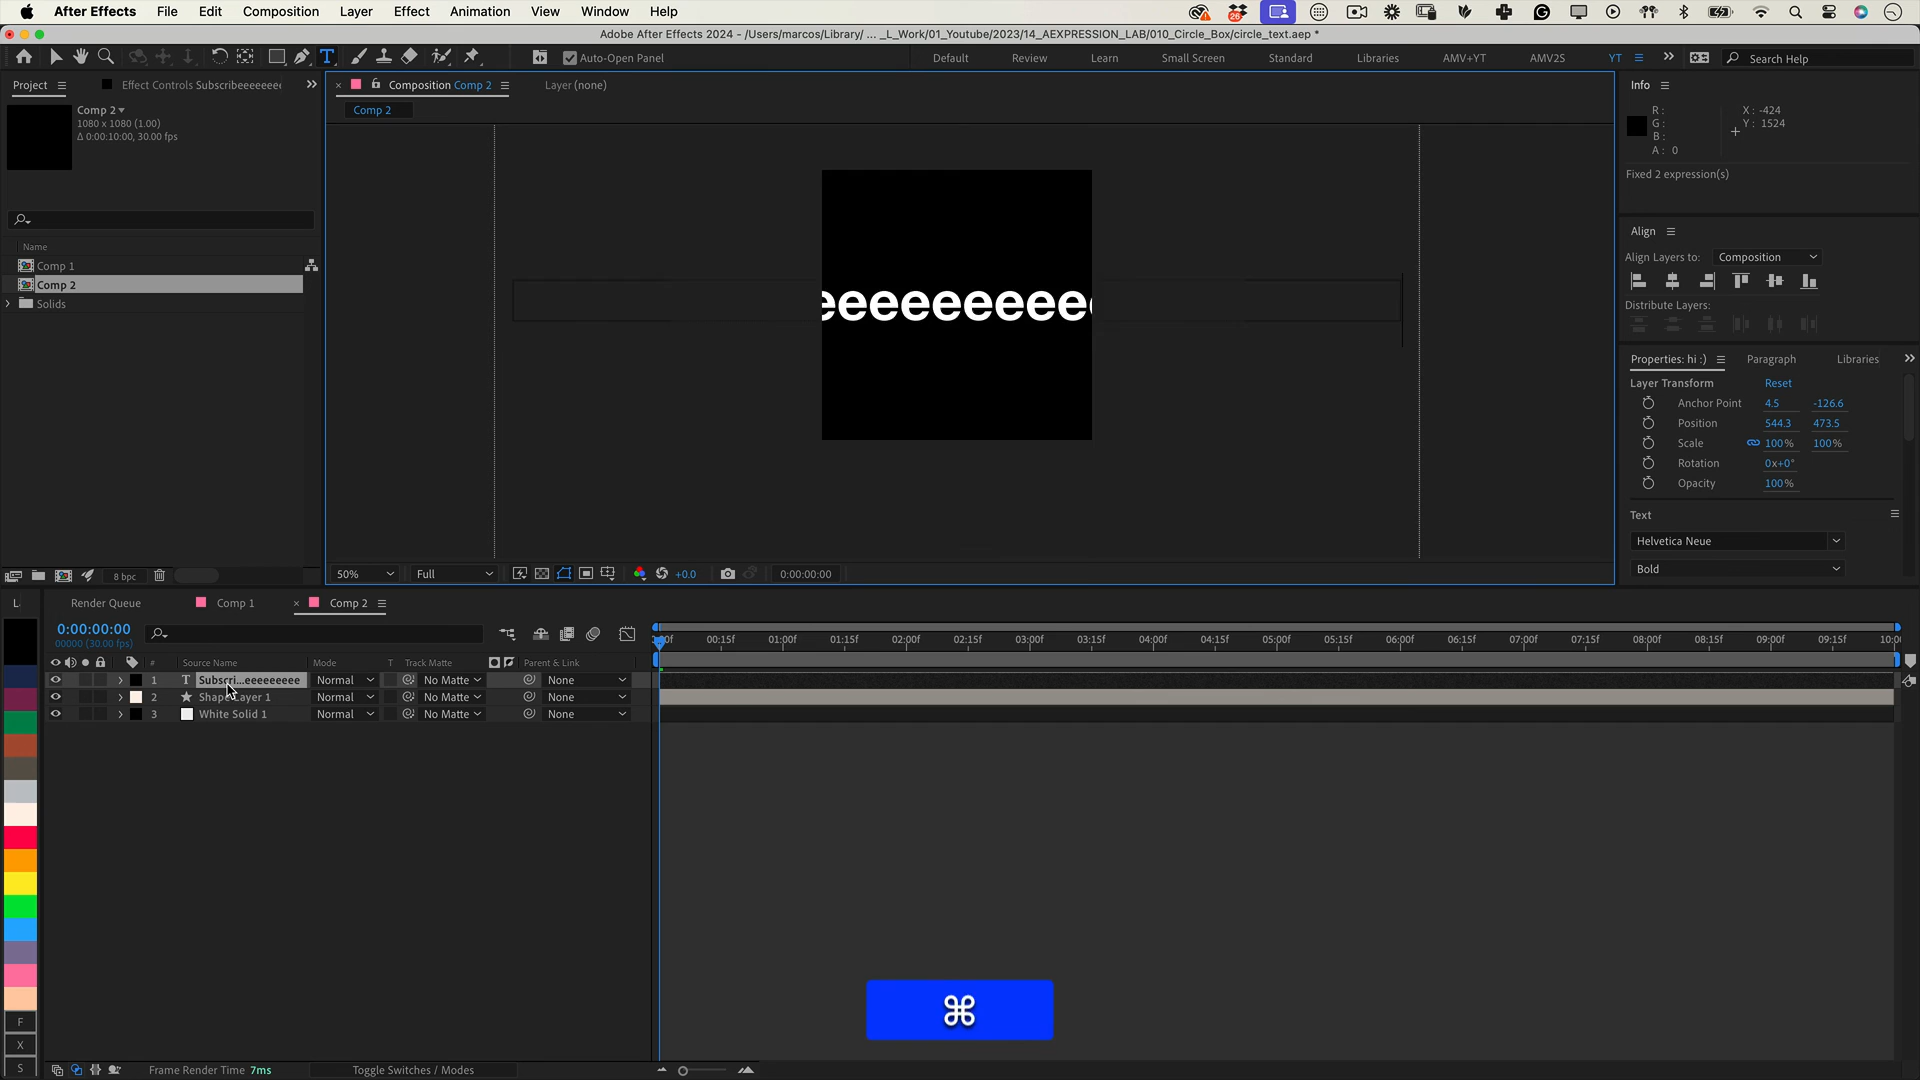 After Effects File Edit Composition Layer Effect Animation View Window Help
Adobe After Effects 2024 - /Users/marcos/Library/ ... _L_Work/01_Youtube/2023/14_AEXPRESSION_LAB/010_Circle_Box/circle_text.aep *
Auto-Open Panel Default Review Learn Small Screen Standard Libraries AMV+YT AMV2S YT Search Help
Project Effect Controls Subscribeeeeeeee
Composition Comp 2 Layer (none)
Info
Comp 2
1080 x 1080 (1.00)
Δ 0:00:10:00, 30.00 fps
Comp 2
R :
G :
B :
A : 0
X : -424
Y : 1524
Fixed 2 expression(s)
Name
Comp 1
Comp 2
Solids
Align
Align Layers to: Composition
Distribute Layers:
eeeeeeeeee
Properties: hi :) Paragraph Libraries
Layer Transform Reset
Anchor Point 4.5 -126.6
Position 544.3 473.5
Scale 100% 100%
Rotation 0x+0°
Opacity 100%
Text
Helvetica Neue
Bold
8 bpc
50% Full +0.0 0:00:00:00
Render Queue Comp 1 Comp 2
0:00:00:00
00000 (30.00 fps)
00f 00:15f 01:00f 01:15f 02:00f 02:15f 03:00f 03:15f 04:00f 04:15f 05:00f 05:15f 06:00f 06:15f 07:00f 07:15f 08:00f 08:15f 09:00f 09:15f 10:0
# Source Name Mode T Track Matte Parent & Link
1 T Subscri...eeeeeeeee Normal No Matte None
2 Shape Layer 1 Normal No Matte None
3 White Solid 1 Normal No Matte None
⌘
F
X
S
Frame Render Time 7ms Toggle Switches / Modes